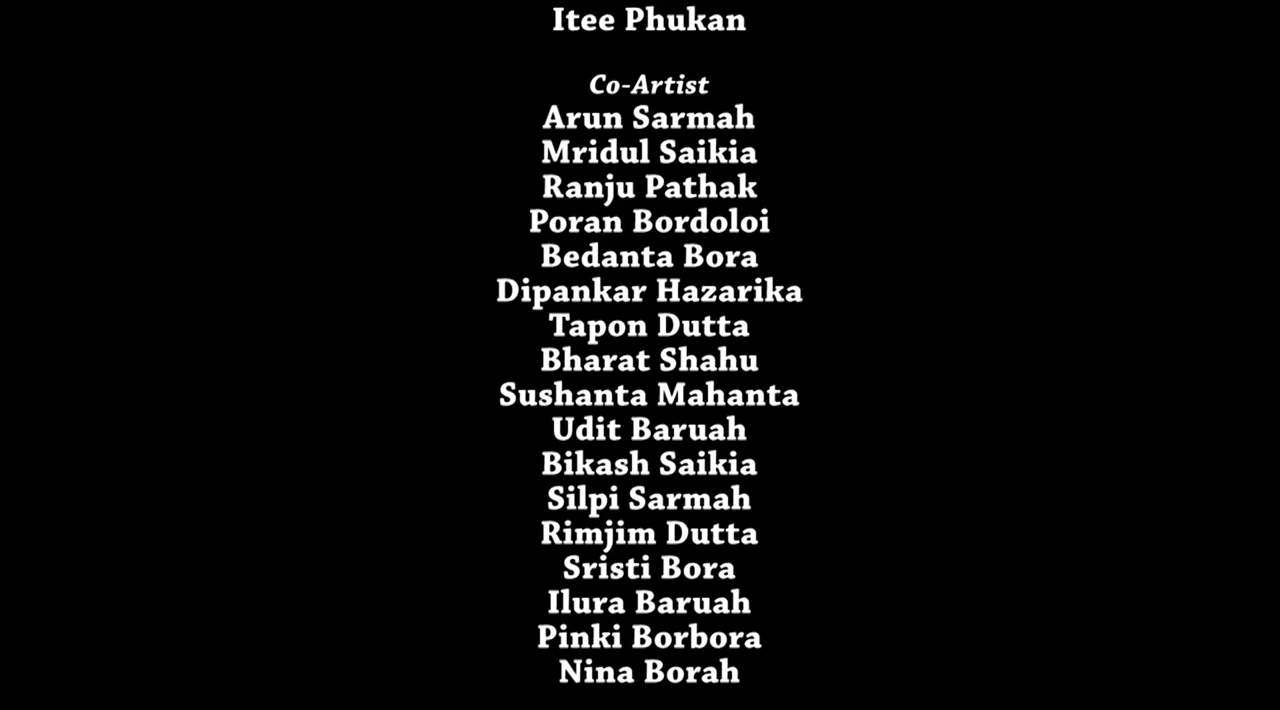 Itee Phukan
Co-Artist
Arun Sarmah
Mridul Saikia
Ranju Pathak
Poran Bordoloi
Bedanta Bora
Dipankar Hazarika
Tapon Dutta
Bharat Shahu
Sushanta Mahanta
Udit Baruah
Bikash Saikia
Silpi Sarmah
Rimjim Dutta
Sristi Bora
Ilura Baruah
Pinki Borbora
Nina Borah